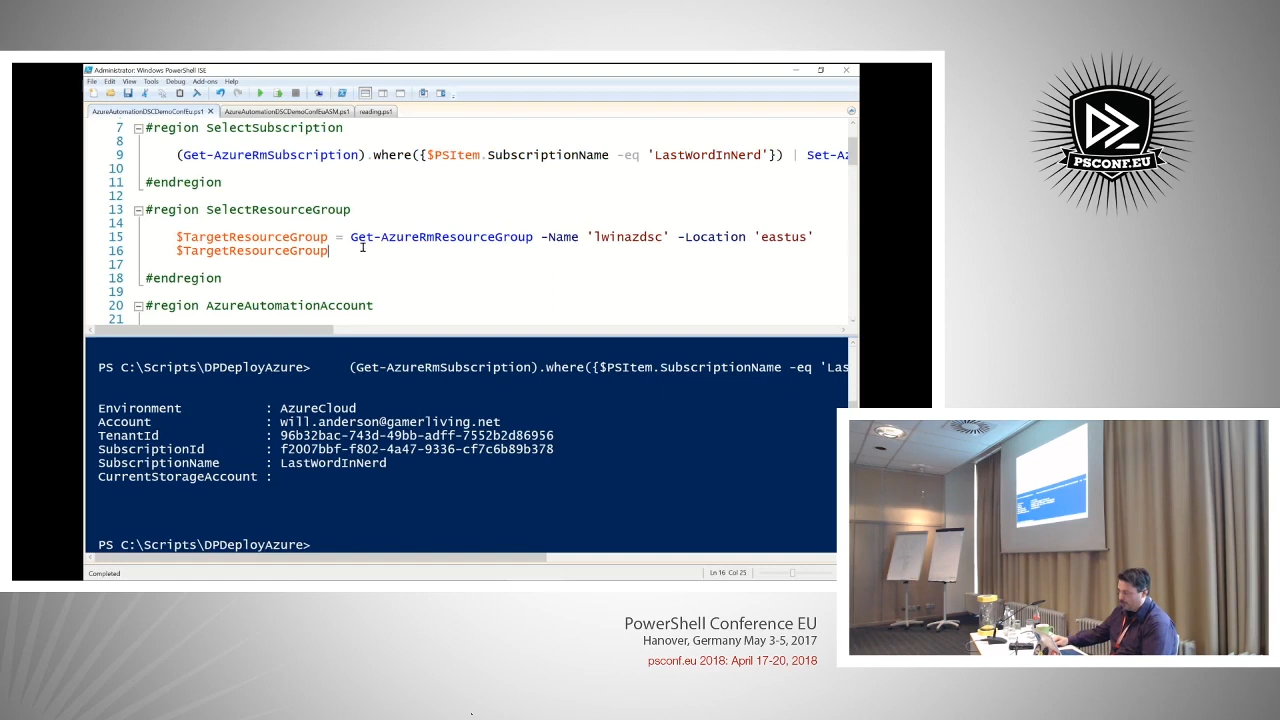 Administrator: Windows PowerShell ISE
File Edit View Tools Debug Add-ons Help
AzureAutomationDSCDemoConfEu.ps1 AzureAutomationDSCDemoConfEuASM.ps1 reading.ps1
7 #region SelectSubscription
8
9 (Get-AzureRmSubscription).where({$PSItem.SubscriptionName -eq 'LastWordInNerd'}) | Set-Az
10
11 #endregion
12
13 #region SelectResourceGroup
14
15 $TargetResourceGroup = Get-AzureRmResourceGroup -Name 'lwinazdsc' -Location 'eastus'
16 $TargetResourceGroup
17
18 #endregion
19
20 #region AzureAutomationAccount
21
PS C:\Scripts\DPDeployAzure> (Get-AzureRmSubscription).where({$PSItem.SubscriptionName -eq 'Las
Environment : AzureCloud
Account : will.anderson@gamerliving.net
TenantId : 96b32bac-743d-49bb-adff-7552b2d86956
SubscriptionId : f2007bbf-f802-4a47-9336-cf7c6b89b378
SubscriptionName : LastWordInNerd
CurrentStorageAccount :
PS C:\Scripts\DPDeployAzure>
Completed
Ln 16 Col 25
PSCONF.EU
PowerShell Conference EU
Hanover, Germany May 3-5, 2017
psconf.eu 2018: April 17-20, 2018